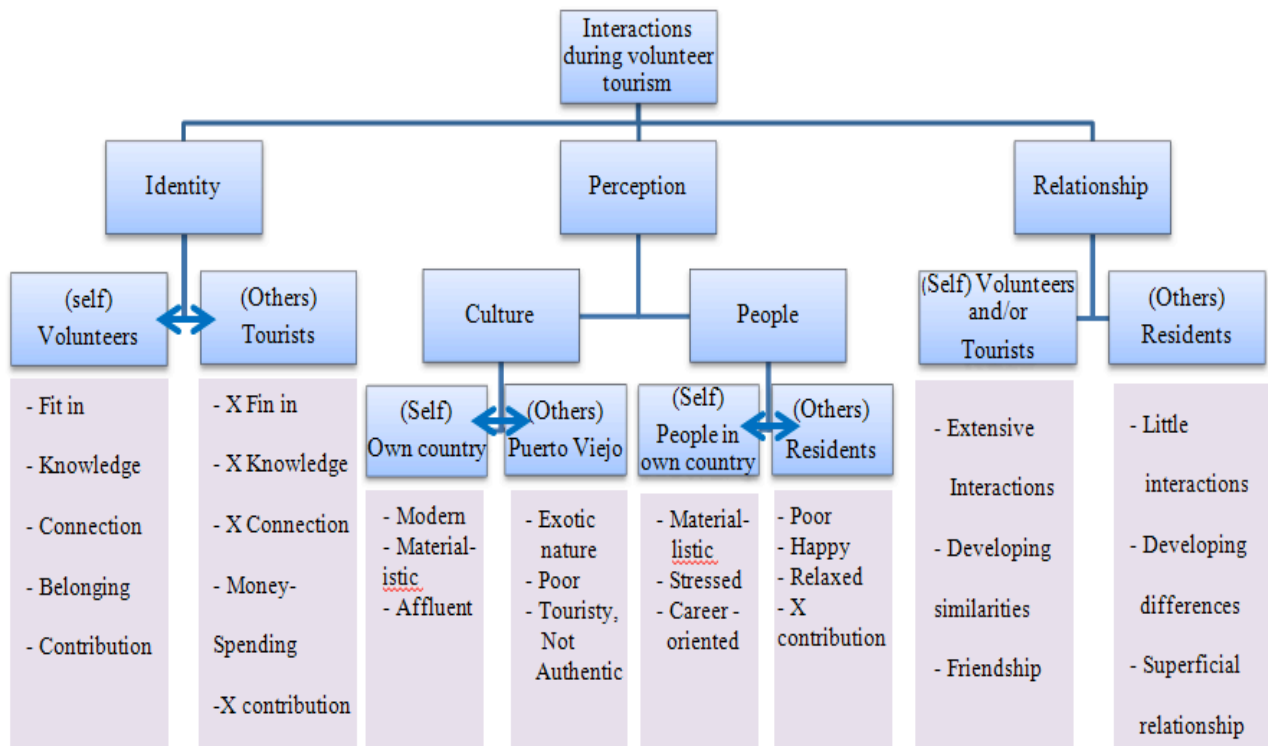 Interactions
during volunteer
tourism
Identity
Perception
Relationship
(self)
Volunteers
(Others)
Tourists
Culture
People
(Self) Volunteers
and/or
Tourists
(Others)
Residents
(Self)
Own country
(Others)
Puerto Viejo
(Self)
People in
own country
(Others)
Residents
- Fit in
- Knowledge
- Connection
- Belonging
- Contribution
- X Fin in
- X Knowledge
- X Connection
- Money-
Spending
-X contribution
- Modern
- Material-
istic
- Affluent
- Exotic
nature
- Poor
- Touristy,
Not
Authentic
- Material-
listic
- Stressed
- Career -
oriented
- Poor
- Happy
- Relaxed
- X
contribution
- Extensive
Interactions
- Developing
similarities
- Friendship
- Little
interactions
- Developing
differences
- Superficial
relationship